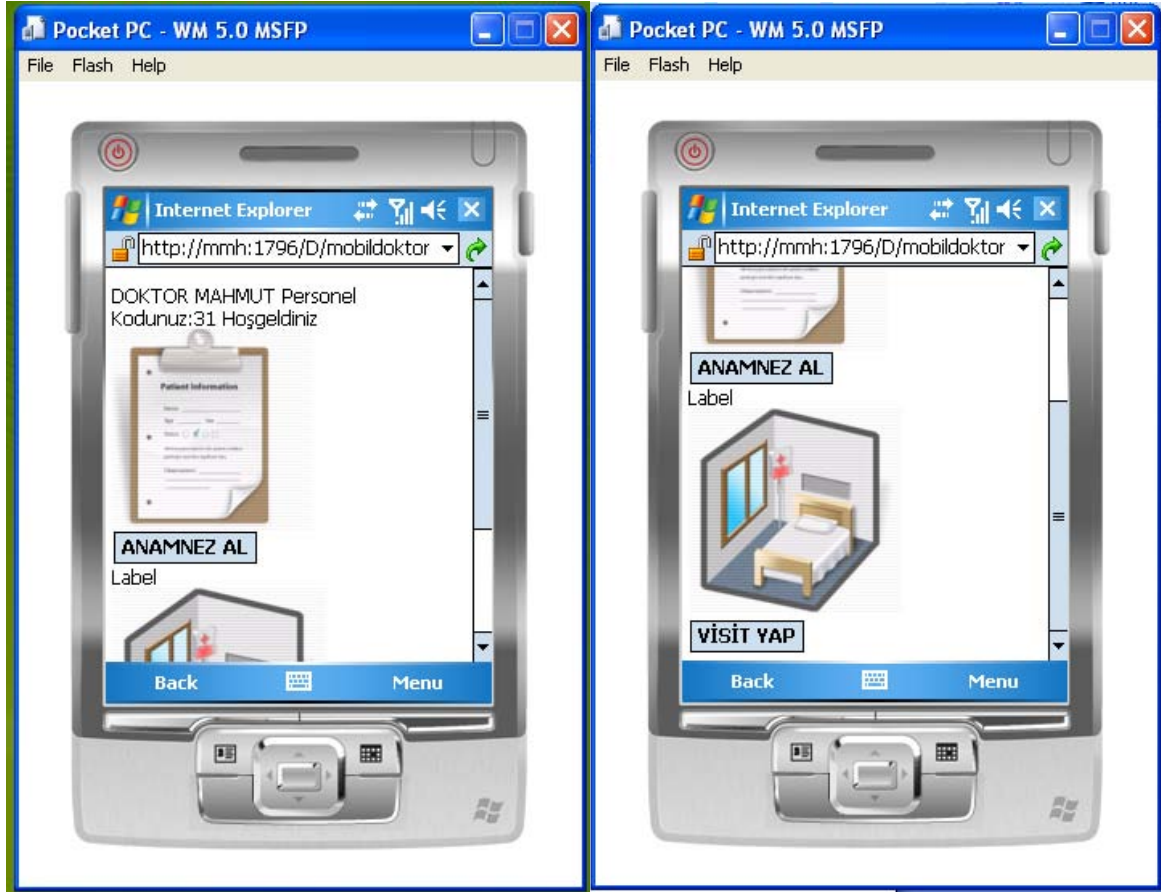 Pocket PC - WM 5.0 MSFP
File Flash Help
Internet Explorer
http://mmh:1796/D/mobildoktor
DOKTOR MAHMUT Personel
Kodunuz:31 Hoşgeldiniz
Patient Information
ANAMNEZ AL
Label
Back Menu
Pocket PC - WM 5.0 MSFP
File Flash Help
Internet Explorer
http://mmh:1796/D/mobildoktor
ANAMNEZ AL
Label
VİSİT YAP
Back Menu